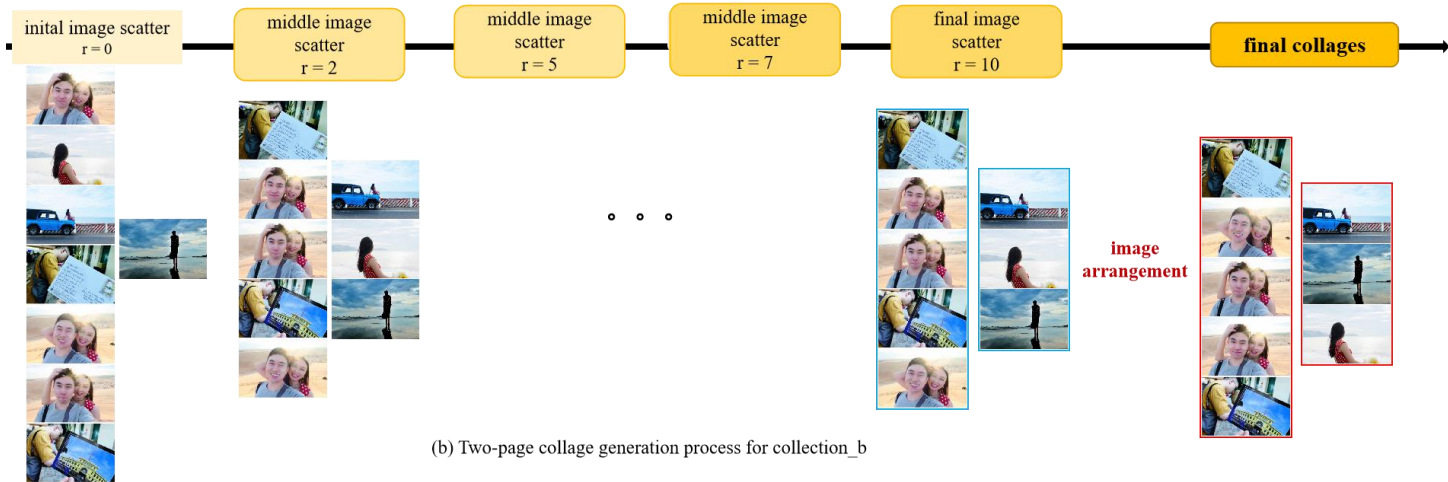 inital image scatter
r = 0
middle image
scatter
r = 2
middle image
scatter
r = 5
middle image
scatter
r = 7
final image
scatter
r = 10
final collages
image
arrangement
(b) Two-page collage generation process for collection_b